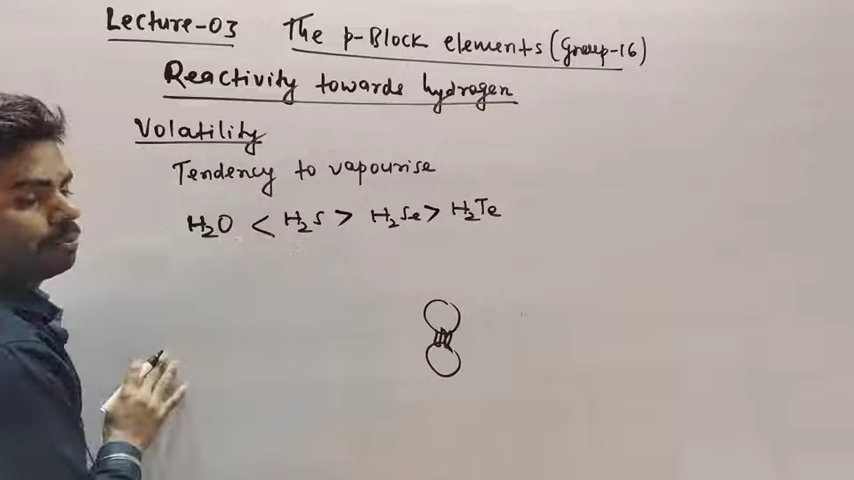 Lecture-03 The p-Block elements (Group-16)
Reactivity towards hydrogen
Volatility
Tendency to vapourise
H₂O < H₂S > H₂Se > H₂Te